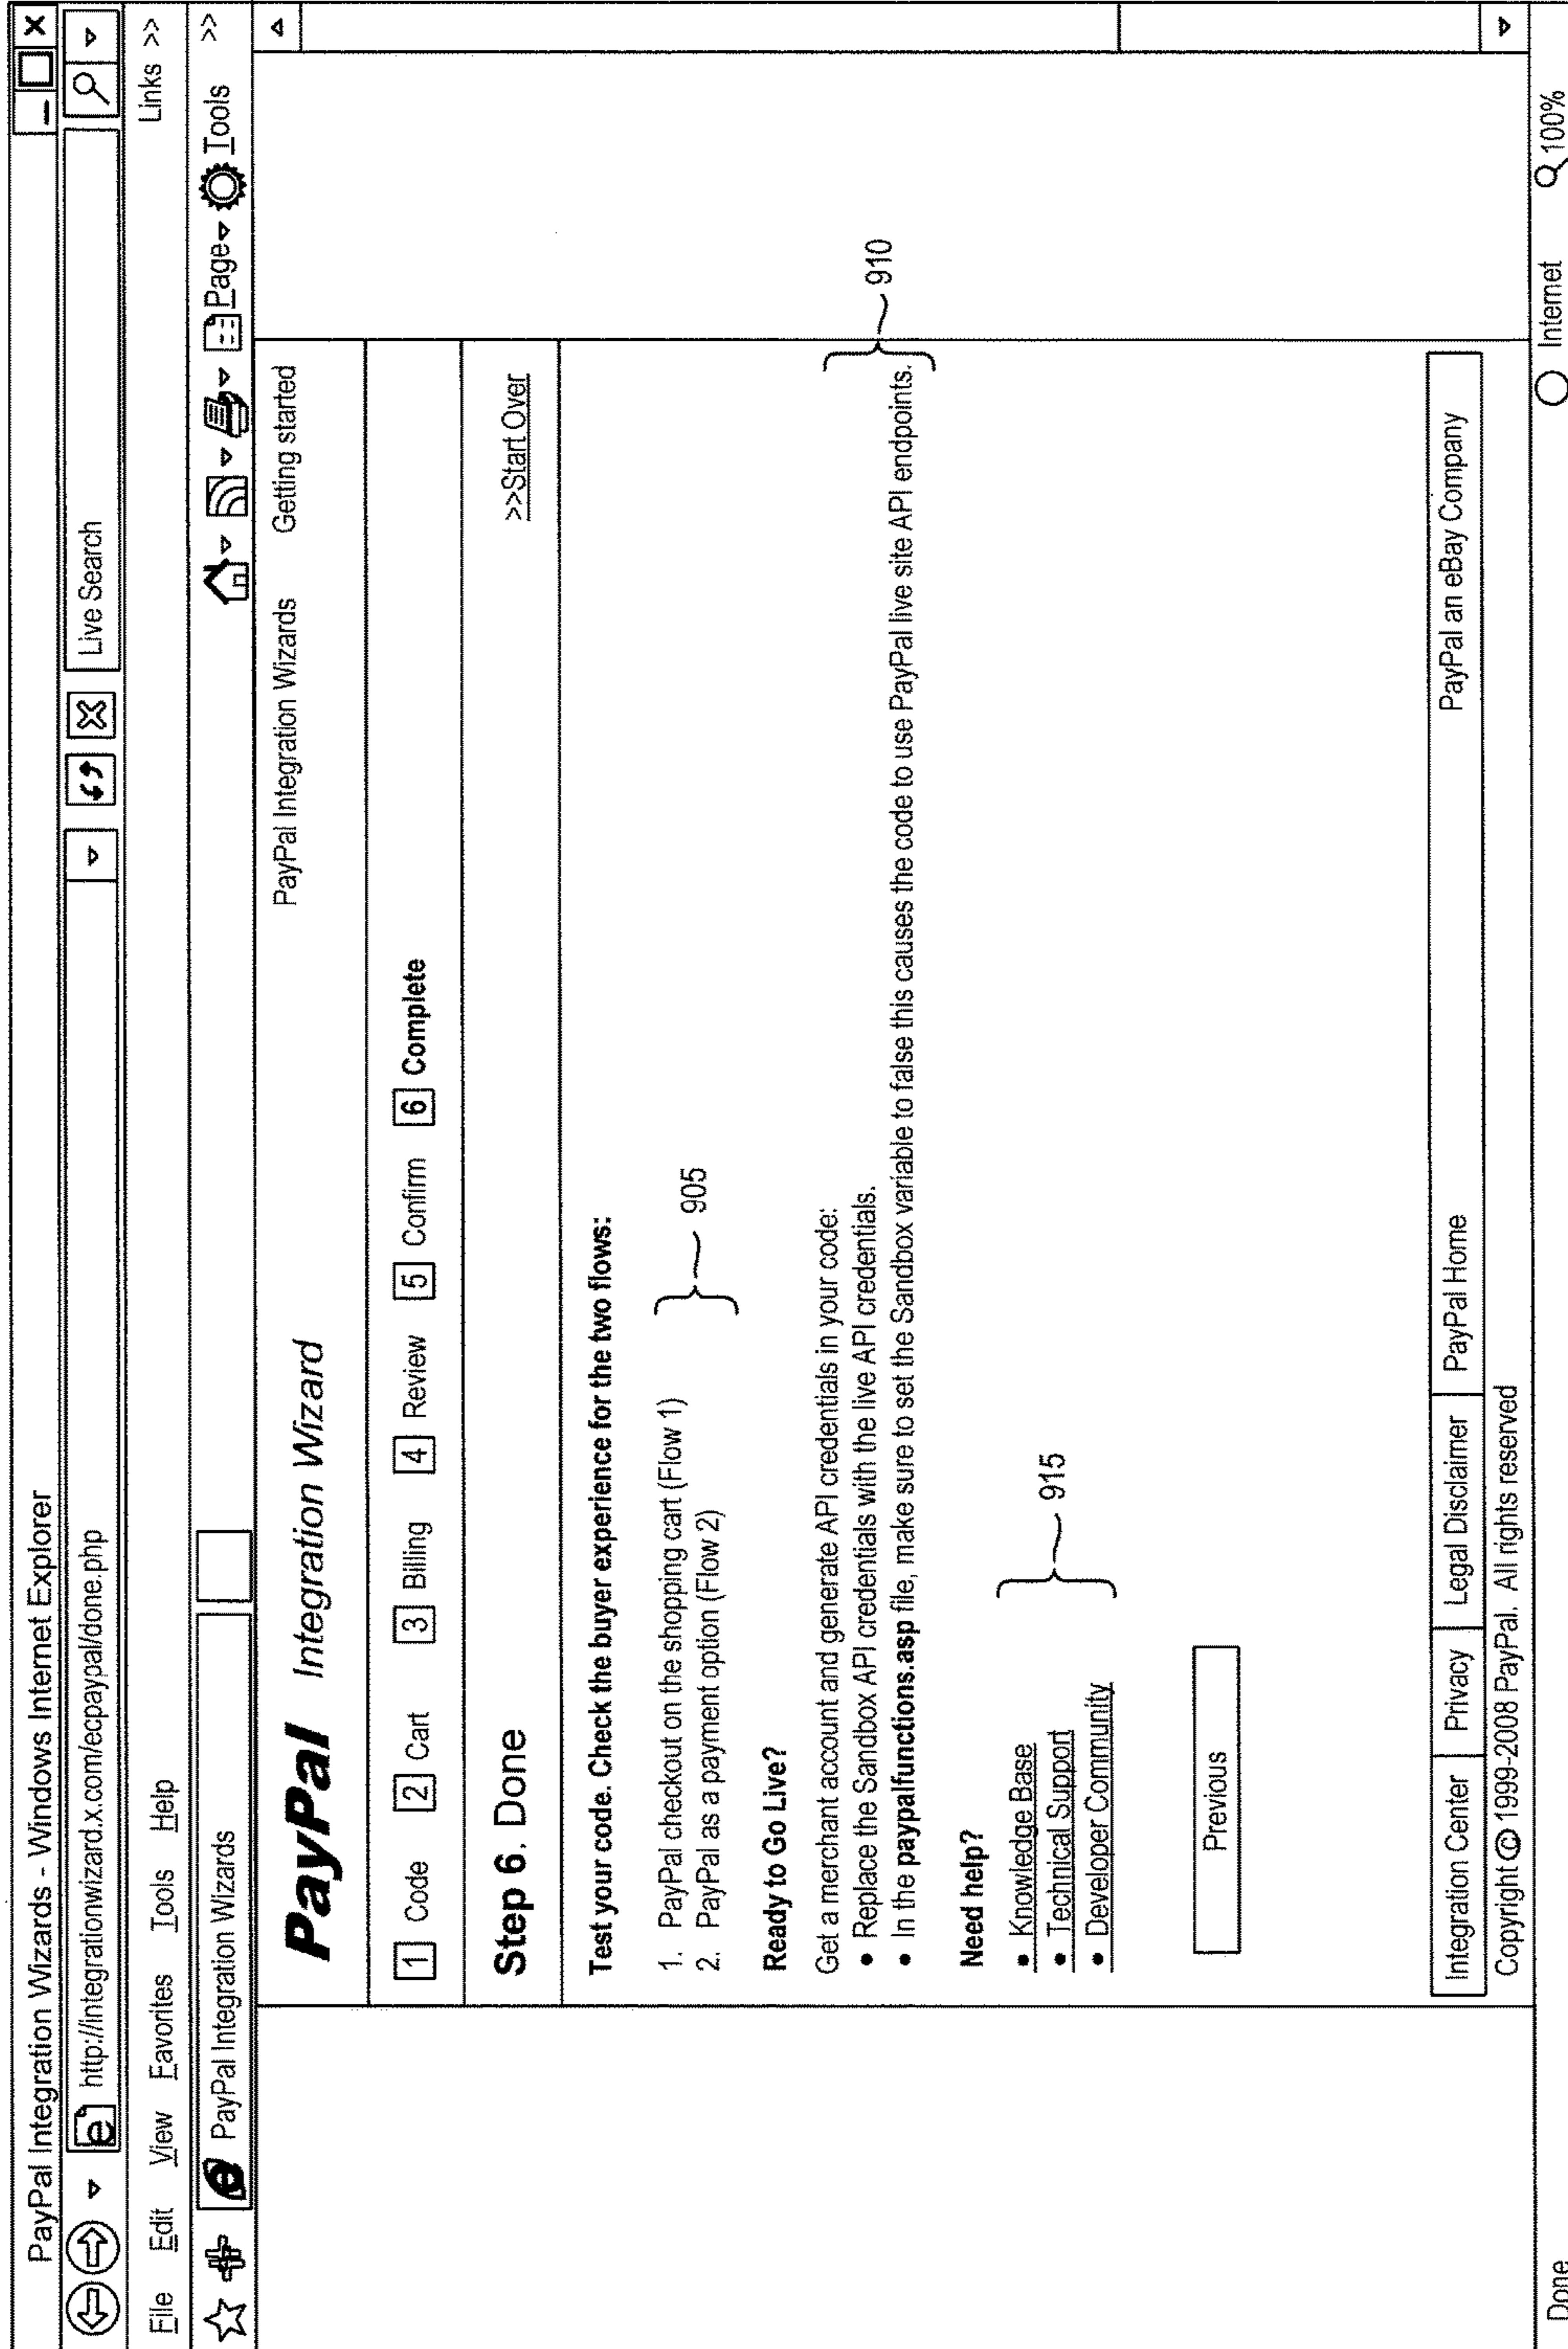 PayPal Integration Wizards - Windows Internet Explorer
http://integrationwizard.x.com/ecpaypal/done.php
Live Search
File Edit View Favorites Tools Help
Links >>
PayPal Integration Wizards
Page Tools >>
PayPal Integration Wizard
PayPal Integration Wizards Getting started
1 Code 2 Cart 3 Billing 4 Review 5 Confirm 6 Complete
Step 6. Done
>>Start Over
Test your code. Check the buyer experience for the two flows:
1. PayPal checkout on the shopping cart (Flow 1)
2. PayPal as a payment option (Flow 2)
905
Ready to Go Live?
Get a merchant account and generate API credentials in your code:
• Replace the Sandbox API credentials with the live API credentials.
• In the paypalfunctions.asp file, make sure to set the Sandbox variable to false this causes the code to use PayPal live site API endpoints.
910
Need help?
• Knowledge Base
• Technical Support
• Developer Community
915
Previous
Integration Center Privacy Legal Disclaimer PayPal Home
PayPal an eBay Company
Copyright © 1999-2008 PayPal. All rights reserved
Done
Internet 100%